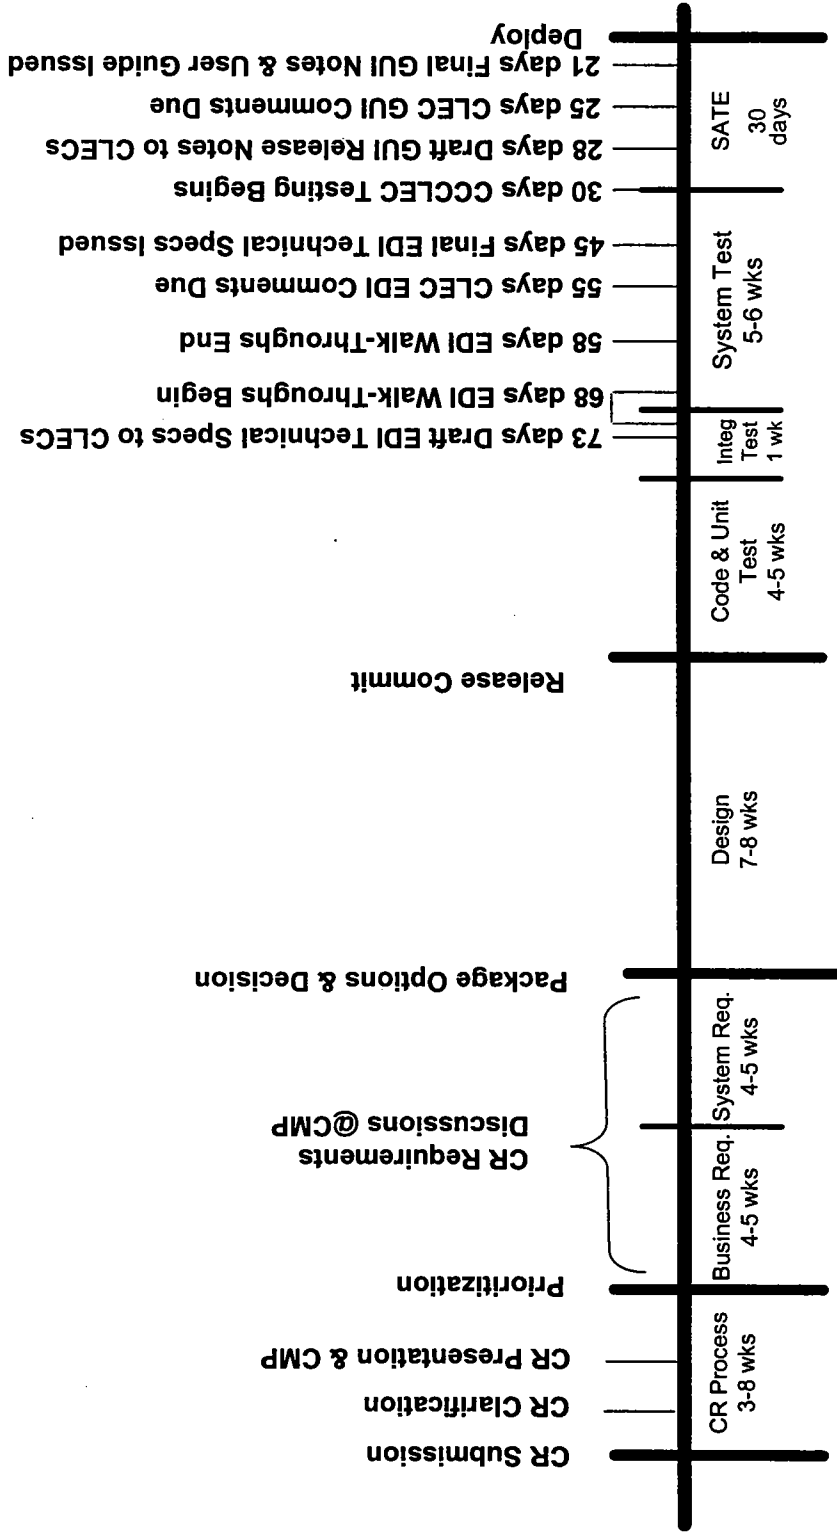 CR Submission
CR Clarification
CR Presentation & CMP
Prioritization
CR Requirements
Discussions @CMP
Package Options & Decision
Release Commit
73 days Draft EDI Technical Specs to CLECs
68 days EDI Walk-Throughs Begin
58 days EDI Walk-Throughs End
55 days CLEC EDI Comments Due
45 days Final EDI Technical Specs Issued
30 days CCCLEC Testing Begins
28 days Draft GUI Release Notes to CLECs
25 days CLEC GUI Comments Due
21 days Final GUI Notes & User Guide Issued
Deploy
CR Process
3-8 wks
Business Req.
4-5 wks
System Req.
4-5 wks
Design
7-8 wks
Code & Unit
Test
4-5 wks
Integ
Test
1 wk
System Test
5-6 wks
SATE
30
days